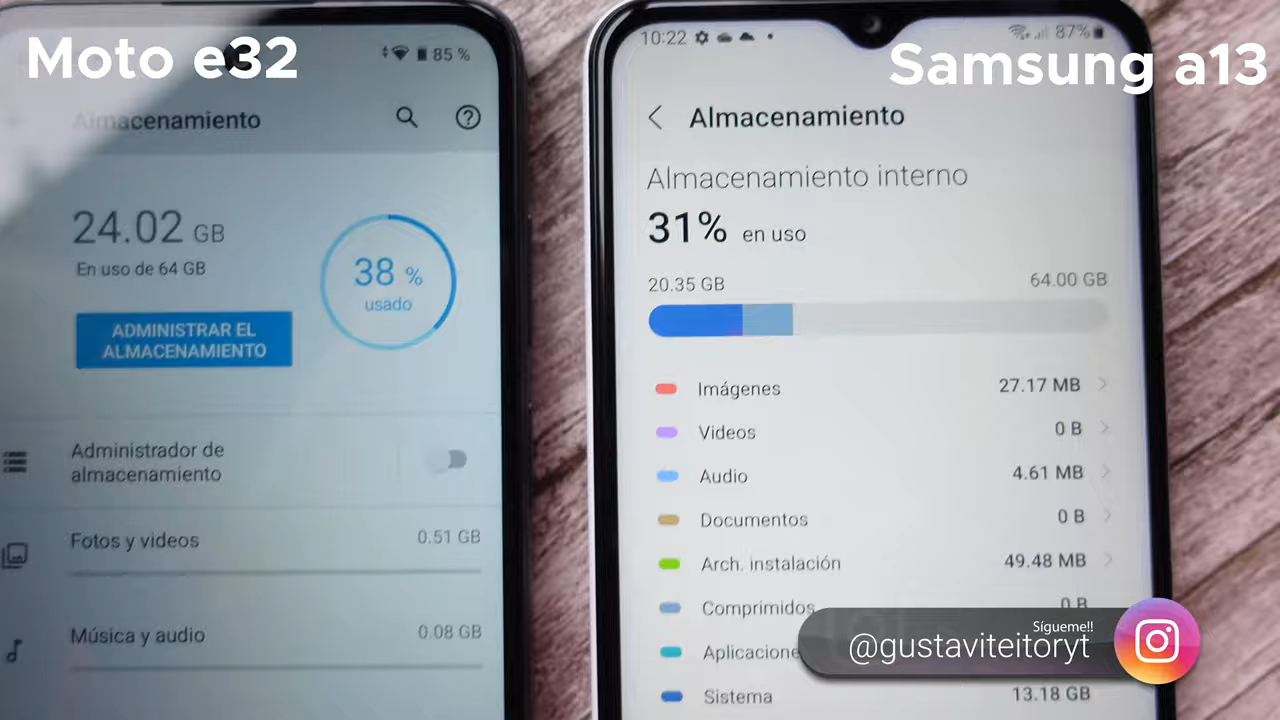 Moto e32
85 %
Almacenamiento
24.02 GB
En uso de 64 GB
38 %
usado
ADMINISTRAR EL
ALMACENAMIENTO
Administrador de
almacenamiento
Fotos y videos
0.51 GB
Música y audio
0.08 GB
Samsung a13
10:22
87%
Almacenamiento
Almacenamiento interno
31% en uso
20.35 GB
64.00 GB
Imágenes
27.17 MB
Videos
0 B
Audio
4.61 MB
Documentos
0 B
Arch. instalación
49.48 MB
Comprimidos
0 B
Aplicacione
Sistema
13.18 GB
Sígueme!!
@gustaviteitoryt